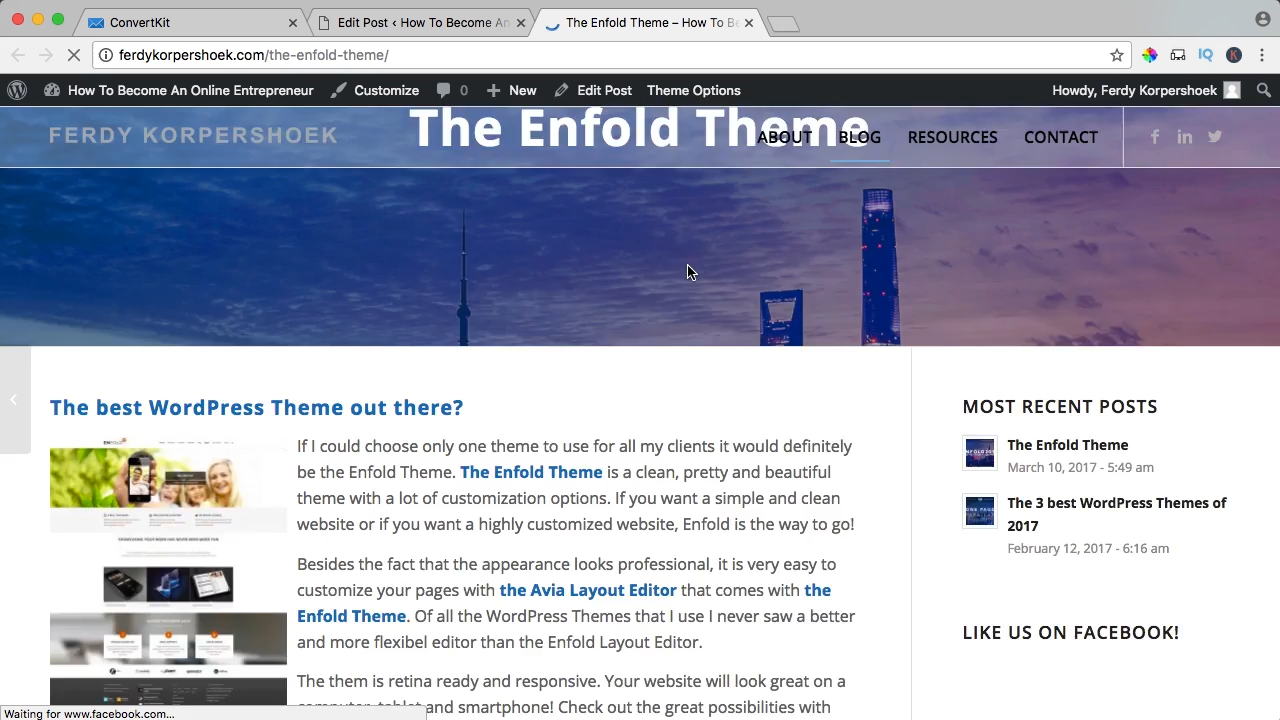 ConvertKit
Edit Post ‹ How To Become An
The Enfold Theme – How To Be
ferdykorpershoek.com/the-enfold-theme/
How To Become An Online Entrepreneur
Customize
0
New
Edit Post
Theme Options
Howdy, Ferdy Korpershoek
FERDY KORPERSHOEK
The Enfold Theme
ABOUT
BLOG
RESOURCES
CONTACT
The best WordPress Theme out there?
If I could choose only one theme to use for all my clients it would definitely
be the Enfold Theme. The Enfold Theme is a clean, pretty and beautiful
theme with a lot of customization opions. If you want a simple and clean
website or if you want a highly customized website, Enfold is the way to go!
Besides the fact that the appearance looks professional, it is very easy to
customize your pages with the Avia Layout Editor that comes with the
Enfold Theme. Of all the WordPress Themes that I use I never saw a better
and more flexibel editor than the Enfold Layout Editor.
The them is retina ready and responsive. Your website will look great on
computer, tablet and smartphone! Check out the great possibilities with
MOST RECENT POSTS
The Enfold Theme
March 10, 2017 - 5:49 am
The 3 best WordPress Themes of
2017
February 12, 2017 - 6:16 am
LIKE US ON FACEBOOK!
Waiting for www.facebook.com...